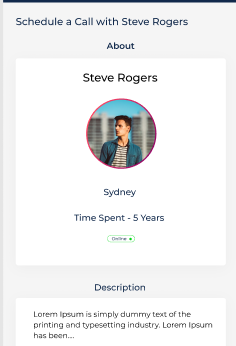 Schedule a Call with Steve Rogers
About
Steve Rogers
Sydney
Time Spent - 5 Years
Online
Description
Lorem Ipsum is simply dummy text of the
printing and typesetting industry. Lorem Ipsum
has been....